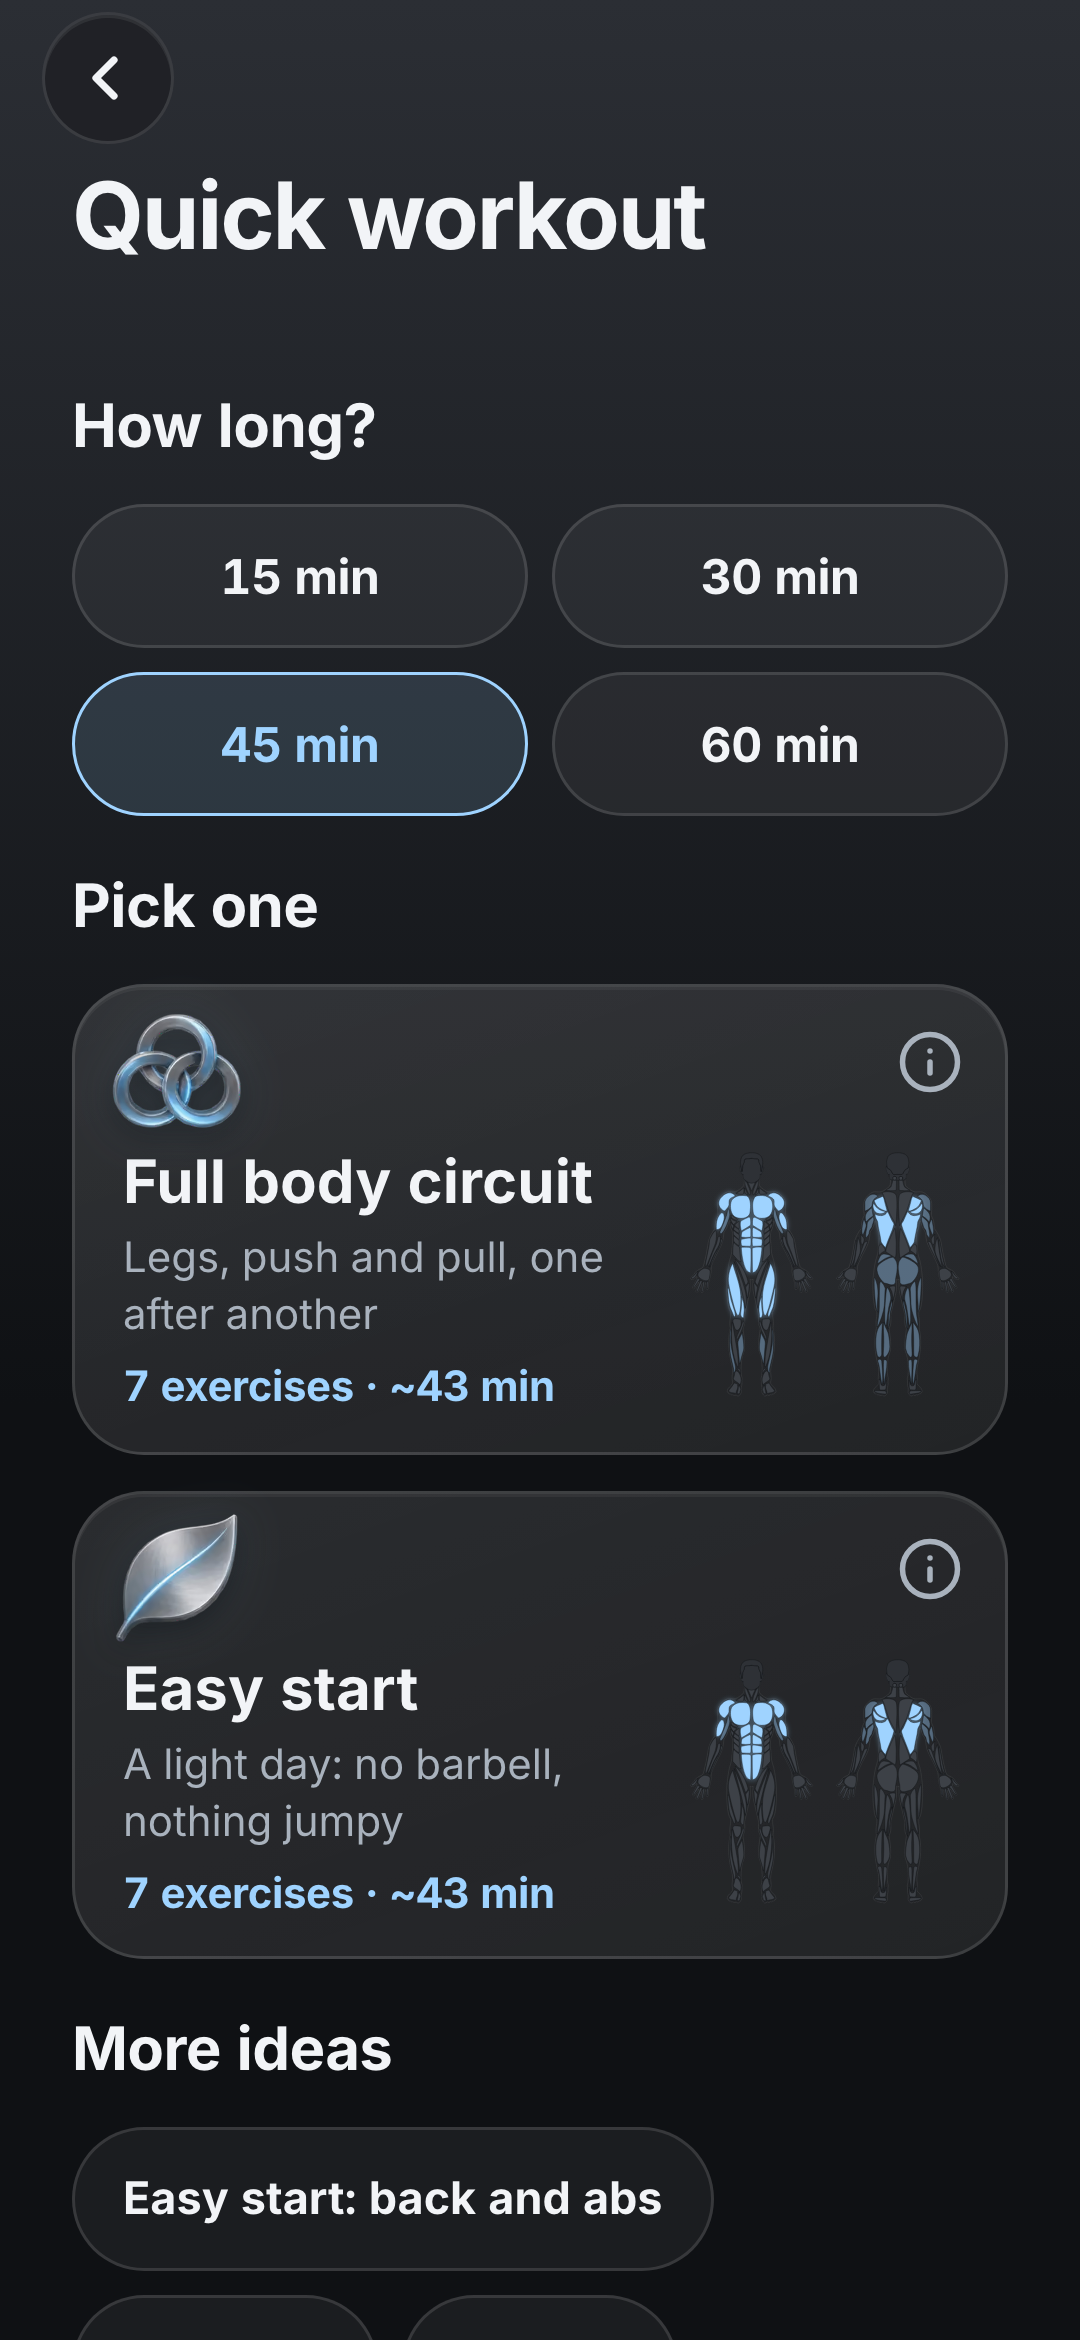 Quick workout
How long?
15 min
30 min
45 min
60 min
Pick one
Full body circuit
Legs, push and pull, one
after another
7 exercises · ~43 min
Easy start
A light day: no barbell,
nothing jumpy
7 exercises · ~43 min
More ideas
Easy start: back and abs